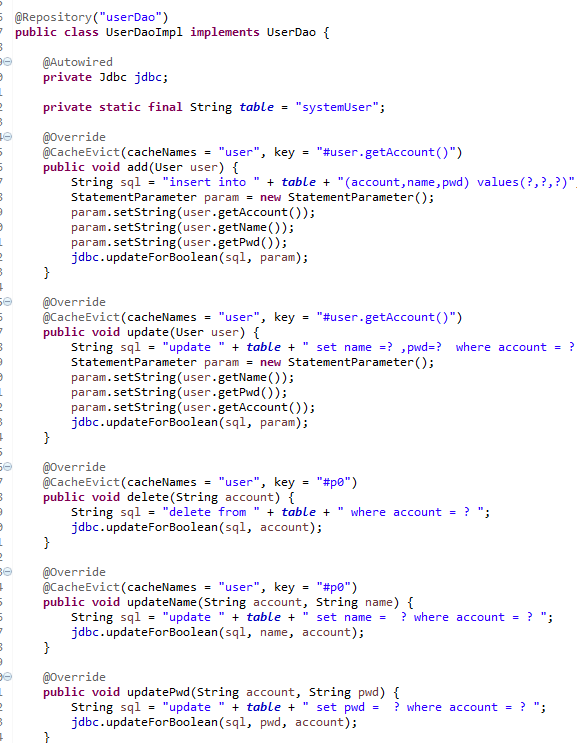 @Repository("userDao")
public class UserDaoImpl implements UserDao {
@Autowired
private Jdbc jdbc;
private static final String table = "systemUser";
@Override
@CacheEvict(cacheNames = "user", key = "#user.getAccount()")
public void add(User user) {
String sql = "insert into " + table + "(account,name,pwd) values(?,?,?)"
StatementParameter param = new StatementParameter();
param.setString(user.getAccount());
param.setString(user.getName());
param.setString(user.getPwd());
jdbc.updateForBoolean(sql, param);
}
@Override
@CacheEvict(cacheNames = "user", key = "#user.getAccount()")
public void update(User user) {
String sql = "update " + table + " set name =? ,pwd=?  where account = ?
StatementParameter param = new StatementParameter();
param.setString(user.getName());
param.setString(user.getPwd());
param.setString(user.getAccount());
jdbc.updateForBoolean(sql, param);
}
@Override
@CacheEvict(cacheNames = "user", key = "#p0")
public void delete(String account) {
String sql = "delete from " + table + " where account = ? ";
jdbc.updateForBoolean(sql, account);
}
@Override
@CacheEvict(cacheNames = "user", key = "#p0")
public void updateName(String account, String name) {
String sql = "update " + table + " set name =  ? where account = ? ";
jdbc.updateForBoolean(sql, name, account);
}
@Override
public void updatePwd(String account, String pwd) {
String sql = "update " + table + " set pwd =  ? where account = ? ";
jdbc.updateForBoolean(sql, pwd, account);
}